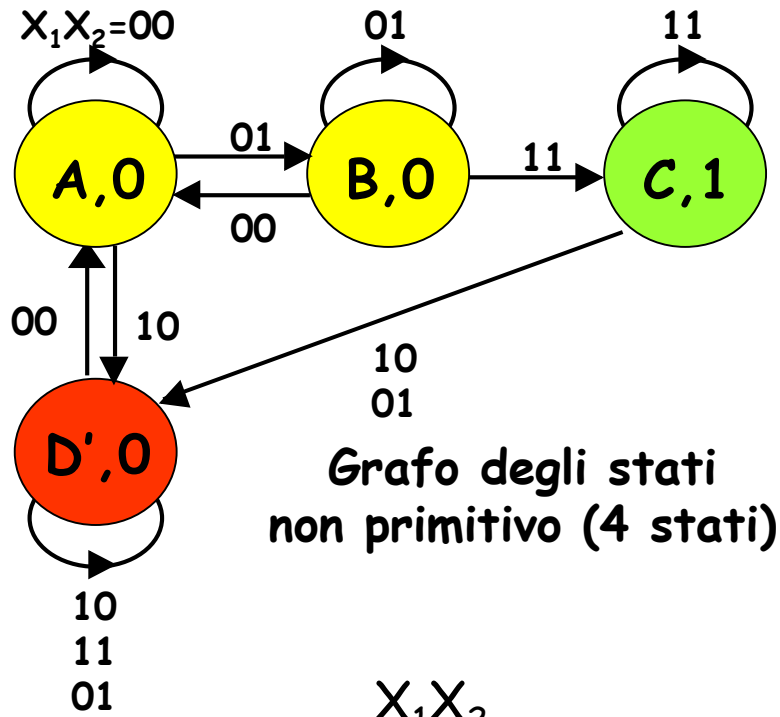 X₁X₂=00
01
11
A,0
01
00
B,0
11
C,1
00
10
10
01
D',0
Grafo degli stati
non primitivo (4 stati)
10
11
01
X₁X₂